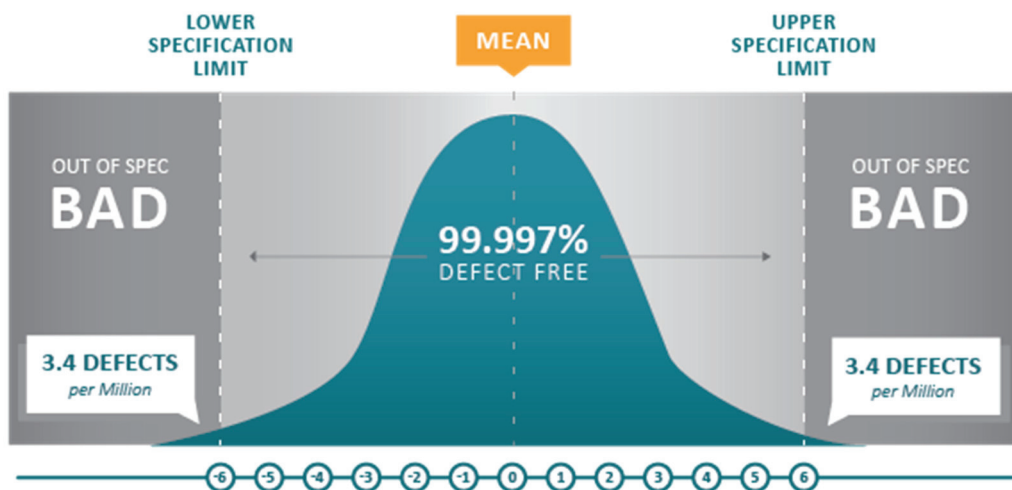 LOWER
SPECIFICATION
LIMIT
MEAN
UPPER
SPECIFICATION
LIMIT
OUT OF SPEC
BAD
OUT OF SPEC
BAD
99.997%
DEFECT FREE
3.4 DEFECTS
per Million
3.4 DEFECTS
per Million
-6 -5 -4 -3 -2 -1 0 1 2 3 4 5 6